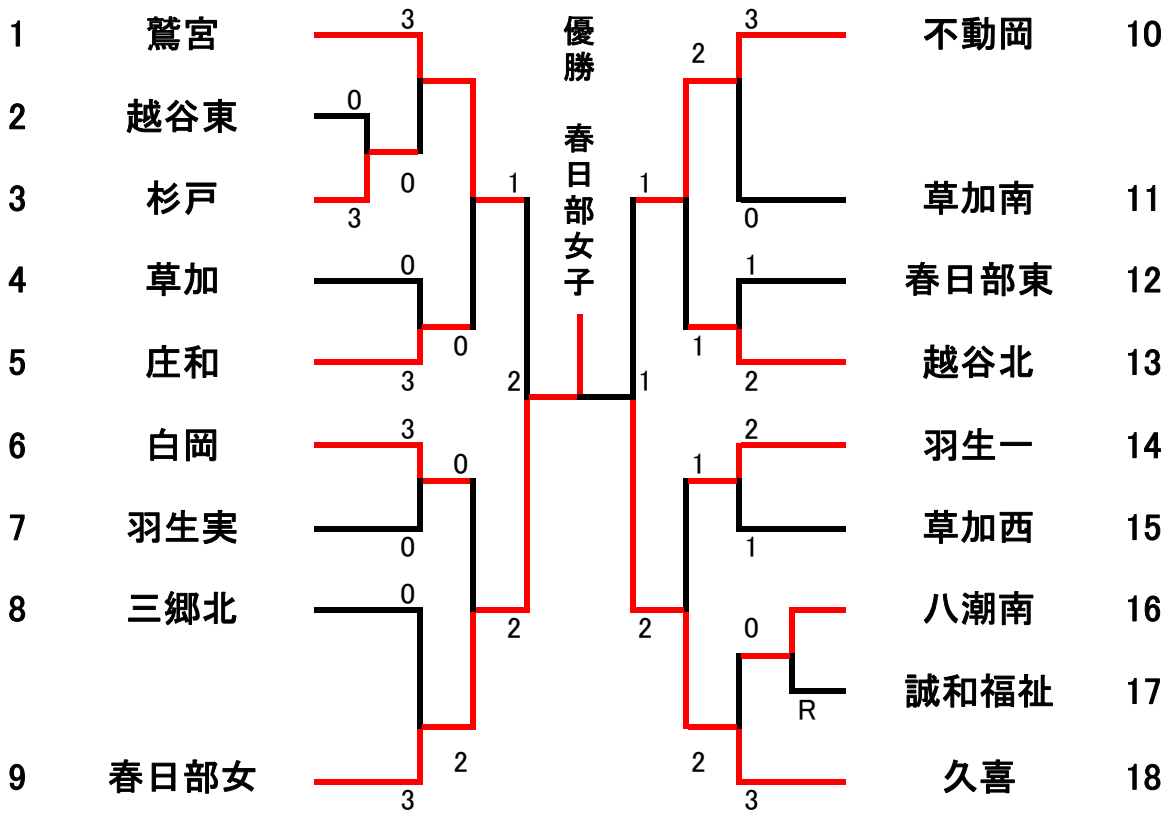 1 鷲宮 3
2 越谷東 0
3 杉戸 3
0
4 草加 0
5 庄和 3
0
6 白岡 3
0
7 羽生実 0
8 三郷北 0
9 春日部女 3
2
1
2
2
優勝 春日部女子
3 不動岡 10
2
0 草加南 11
1 春日部東 12
1
2 越谷北 13
2 羽生一 14
1
1 草加西 15
八潮南 16
0
R 誠和福祉 17
2
3 久喜 18
1
1
2